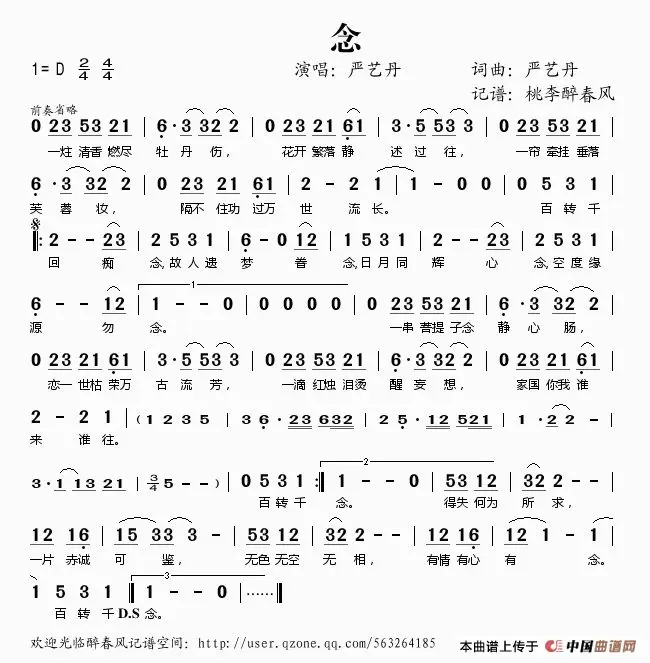 念
1=D 2/4 4/4 演唱：严艺丹 词曲：严艺丹
记谱：桃李醉春风
前奏省略
0 23 53 21 | 6·3 32 2 | 0 23 21 61 | 3·5 53 5 | 0 23 53 21 |
一炷 清香 燃尽 牡丹伤， 花开 繁落 静 述过往， 一帘 牵挂 垂落
6·3 32 2 | 0 23 21 61 | 2 - 2 1 | 1 - 0 0 | 0 5 3 1 |
芙蓉妆， 隔不 住功 过万 世 流长。 百转千
𝄋
|: 2 - - 23 | 2 5 3 1 | 6 - 0 12 | 1 5 3 1 | 2 - - 23 | 2 5 3 1 |
回 痴 念,故人遗 梦 眷 念,日月同 辉 心 念,空度缘
1
6 - - 12 | 1 - - 0 | 0 0 0 0 | 0 23 53 21 | 6·3 32 2 |
源 勿 念。 一串 菩提 子念 静心肠，
0 23 21 61 | 3·5 53 5 | 0 23 53 21 | 6·3 32 2 | 0 23 21 61 |
恋一 世枯 荣万 古流芳， 一滴 红烛 泪烫 醒妄想， 家国 你我 谁
2 - 2 1 | (1 2 3 5 | 3 6· 23 632 | 2 5· 12 521 | 1·3 2 2 - |
来 谁往。
2
3·1 13 21 | 3/4 5 - - ) | 0 5 3 1 :| 1 - - 0 | 53 12 | 32 2 - - |
百转千 念。 得失 何为 所求，
12 16 | 15 33 3 - | 53 12 | 32 2 - - | 12 16 | 2 - - 32 |
一片 赤诚 可鉴， 无色 无空 无相， 有情 有心 有 念。
3
1 5 3 1 | 1 - - 0 | ······ ||
百转千 D.S 念。
欢迎光临醉春风记谱空间：http://user.qzone.qq.com/563264185 本曲谱上传于 中国曲谱网